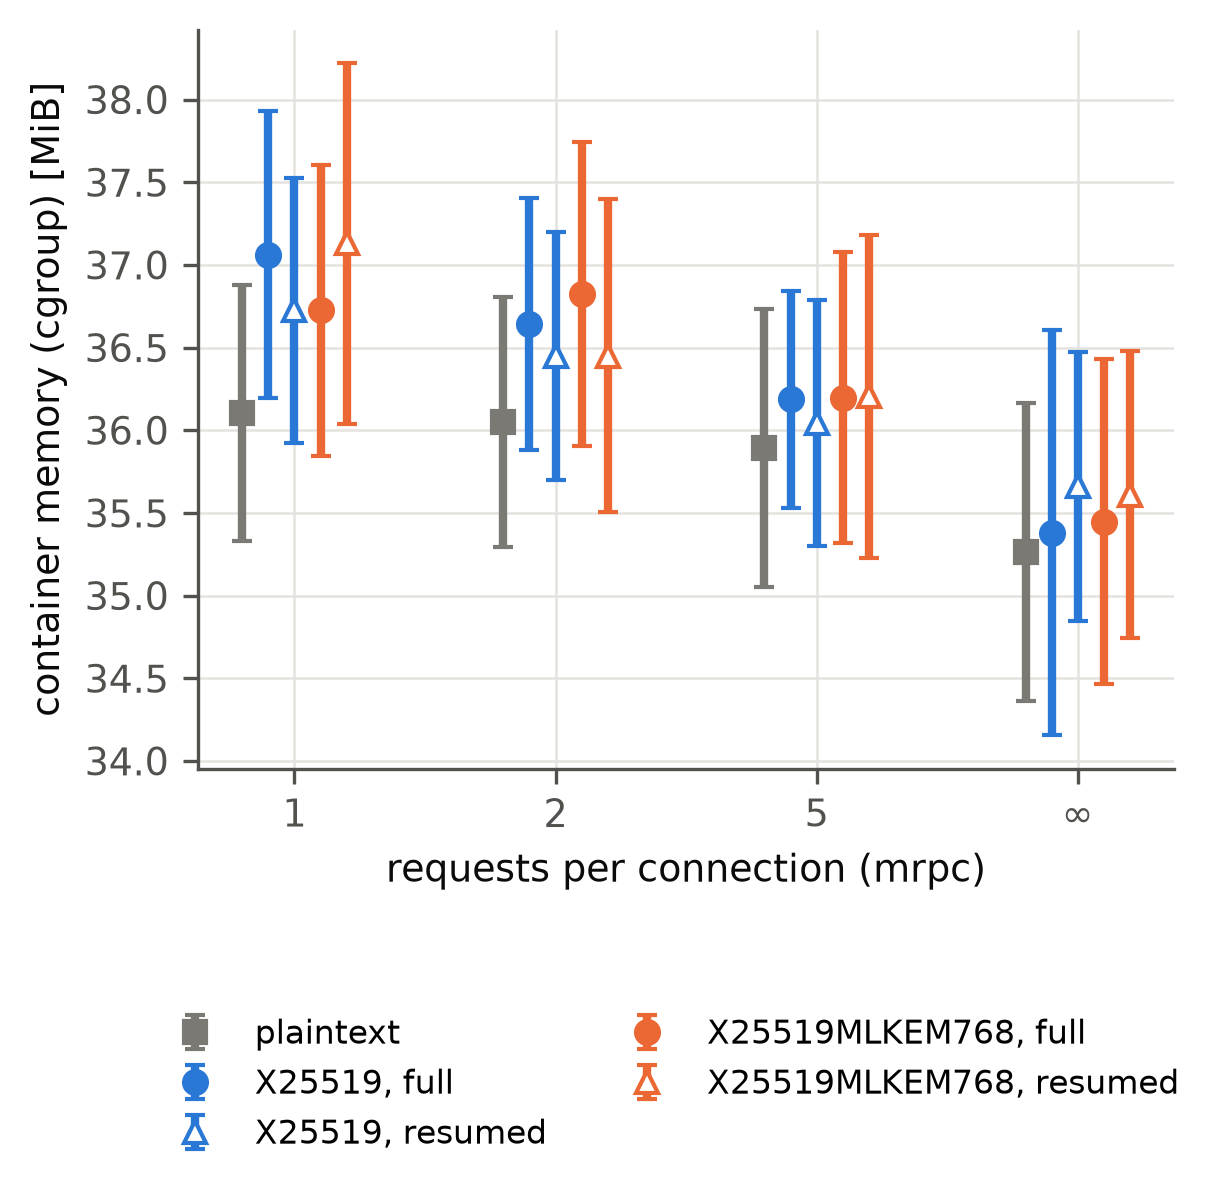 container memory (cgroup) [MiB]
38.0
37.5
37.0
36.5
36.0
35.5
35.0
34.5
34.0
1 2 5 ∞
requests per connection (mrpc)
plaintext
X25519, full
X25519, resumed
X25519MLKEM768, full
X25519MLKEM768, resumed